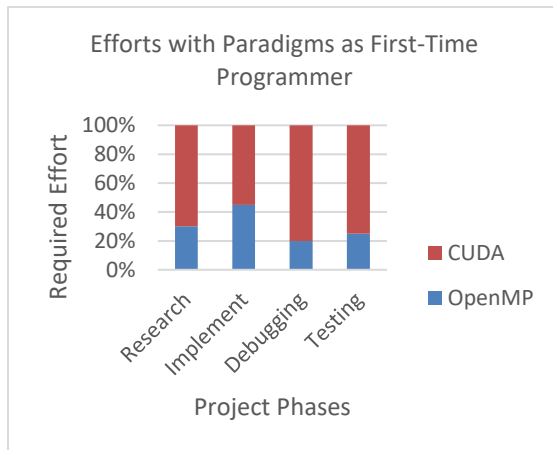 Efforts with Paradigms as First-Time
Programmer
100%
80%
60%
40%
20%
0%
Required Effort
Research
Implement
Debugging
Testing
CUDA
OpenMP
Project Phases